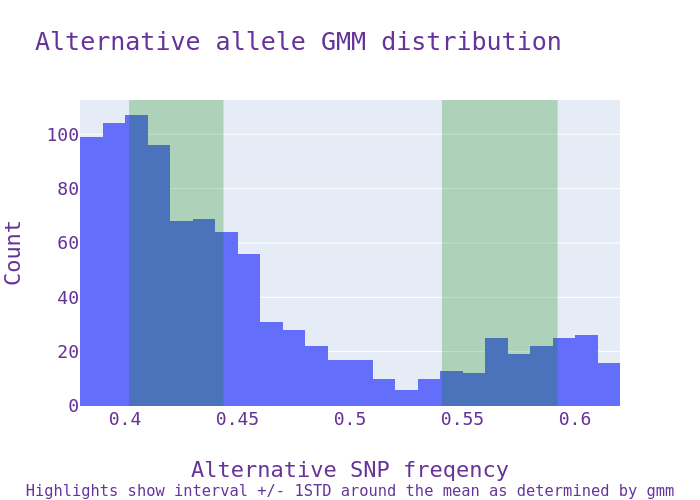 Alternative allele GMM distribution
100
80
60
40
20
0
Count
0.4 0.45 0.5 0.55 0.6
Alternative SNP freqency
Highlights show interval +/- 1STD around the mean as determined by gmm